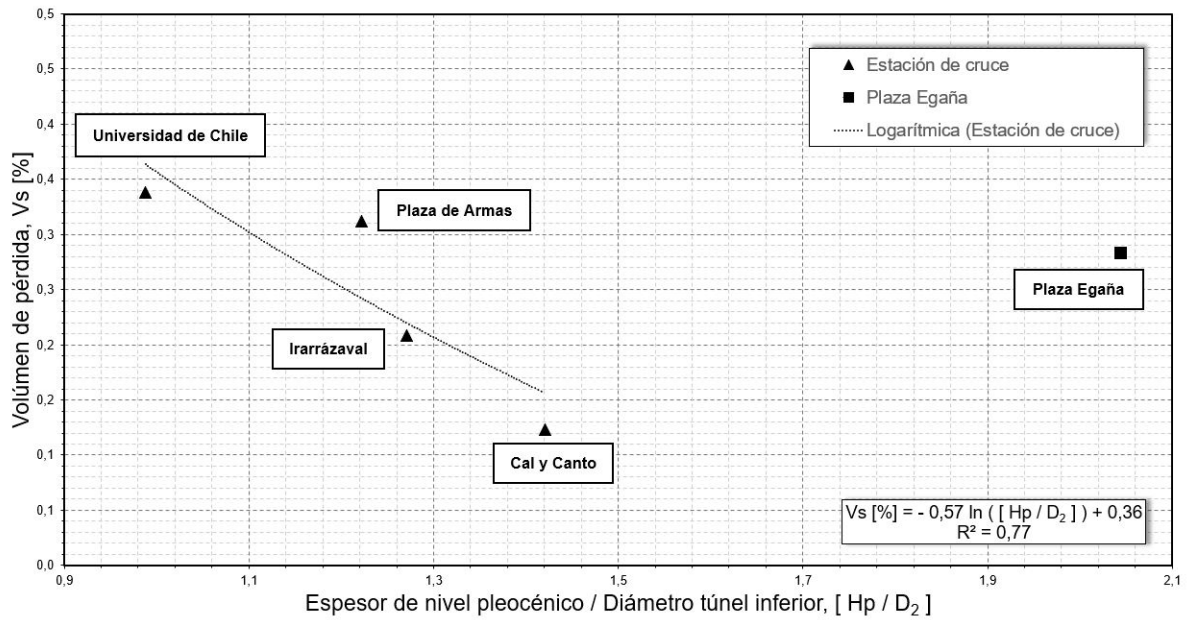 0,5
0,5
0,4
0,4
0,3
0,3
0,2
0,2
0,1
0,1
0,0
Volúmen de pérdida, Vs [%]
Estación de cruce
Plaza Egaña
Logarítmica (Estación de cruce)
Universidad de Chile
Plaza de Armas
Plaza Egaña
Irarrázaval
Cal y Canto
Vs [%] = - 0,57 ln ( [ Hp / D₂ ] ) + 0,36
R² = 0,77
0,9 1,1 1,3 1,5 1,7 1,9 2,1
Espesor de nivel pleocénico / Diámetro túnel inferior, [ Hp / D₂ ]